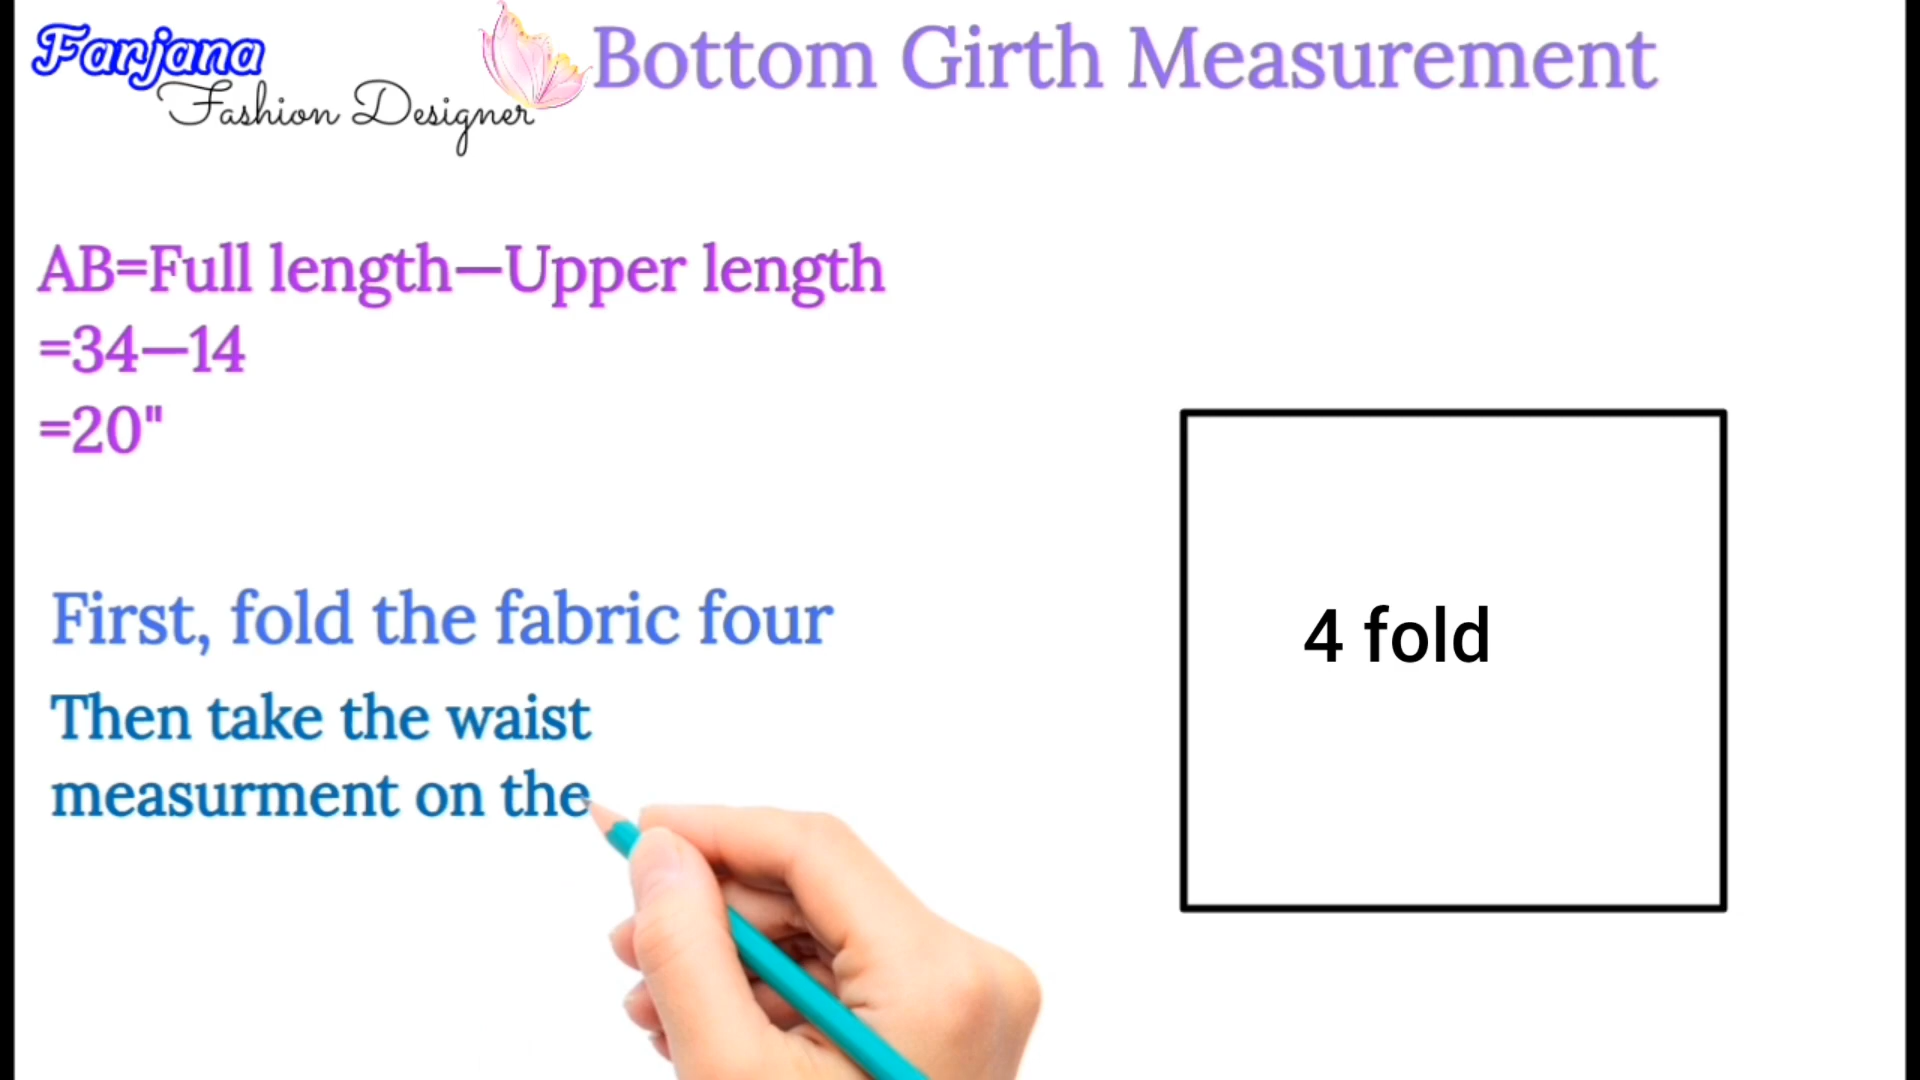 Farjana
Fashion Designer
Bottom Girth Measurement
AB=Full length—Upper length
=34—14
=20"
First, fold the fabric four
Then take the waist
measurment on the
4 fold